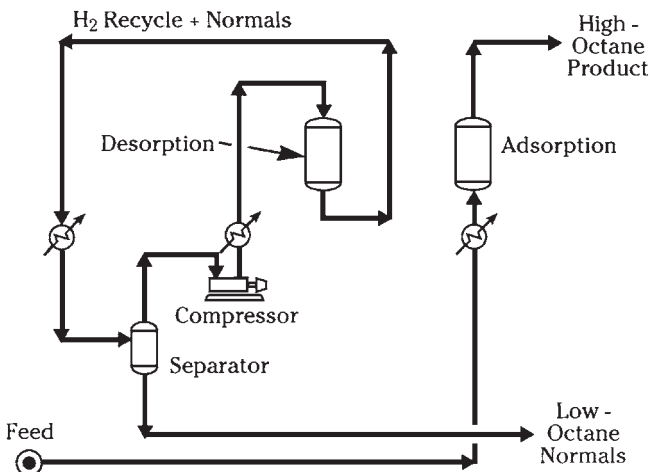 H₂ Recycle + Normals
High -
Octane
Product
Desorption
Adsorption
Compressor
Separator
Feed
Low -
Octane
Normals